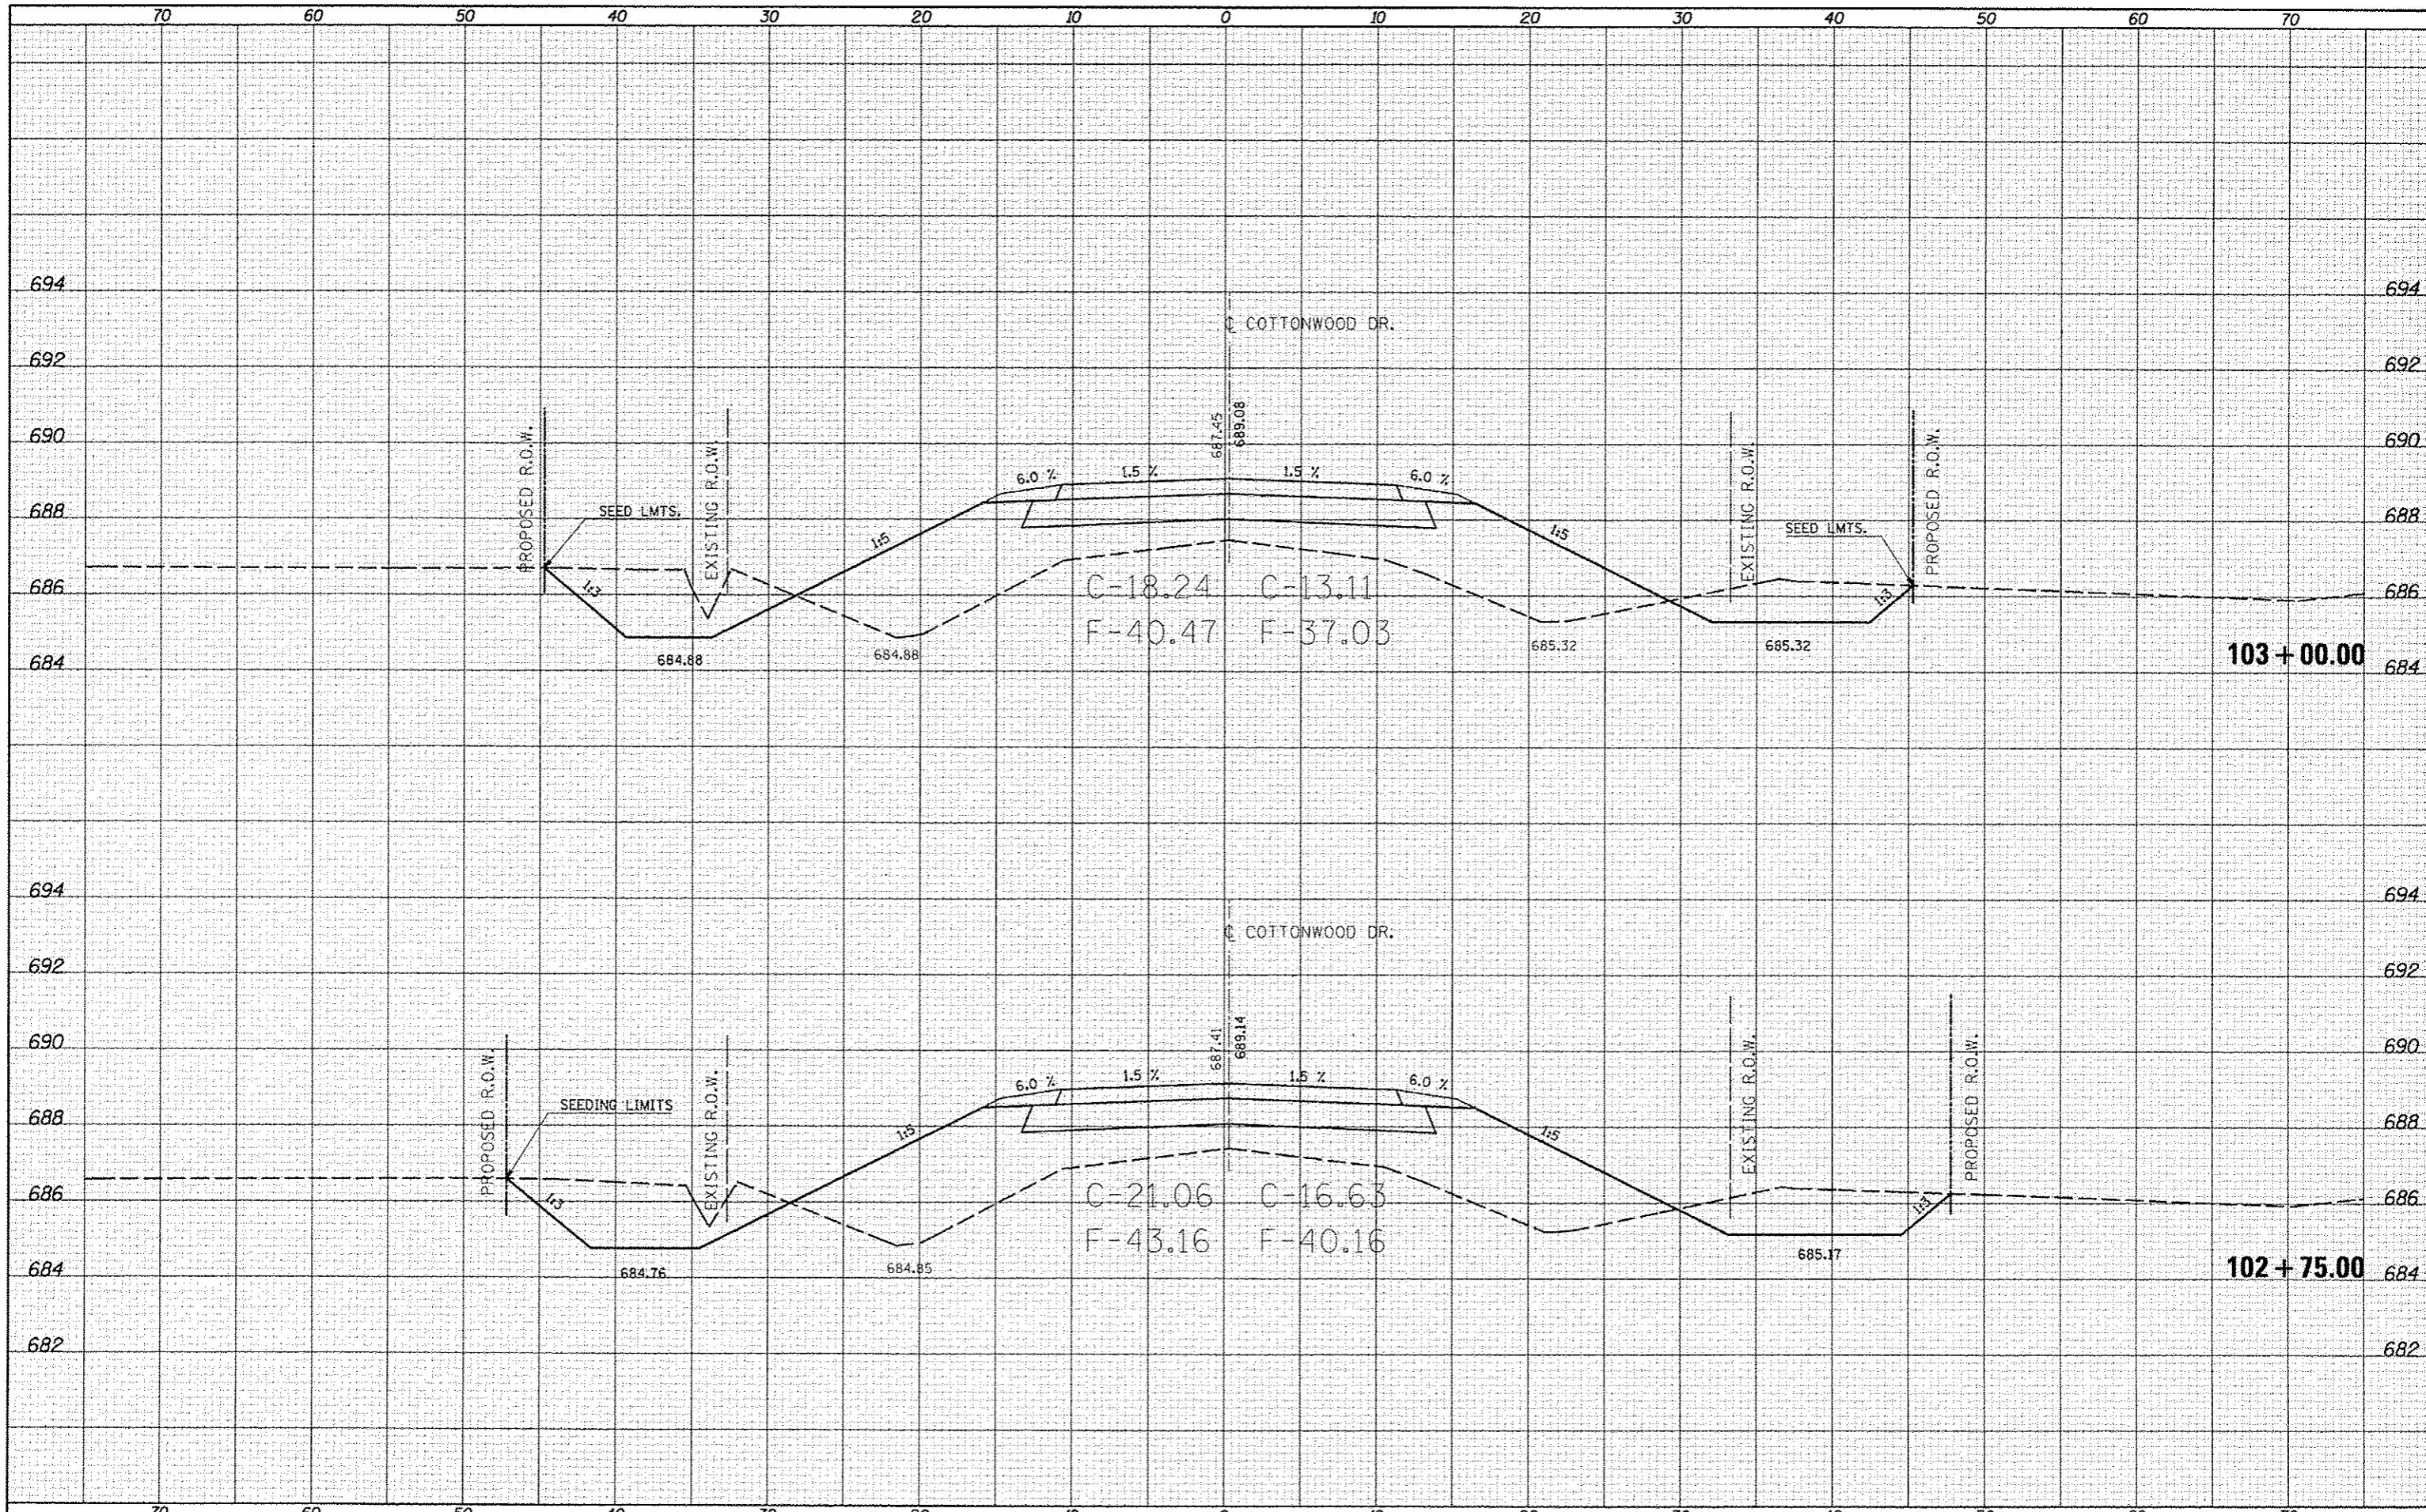 70 60 50 40 30 20 10 0 10 20 30 40 50 60 70
694 694
℄ COTTONWOOD DR.
692 692
687.45
689.08
690 690
PROPOSED R.O.W.
EXISTING R.O.W.
EXISTING R.O.W.
PROPOSED R.O.W.
6.0 % 1.5 % 1.5 % 6.0 %
SEED LMTS.
SEED LMTS.
688 688
1:5 1:5
1:3 1:3
686 686
C-18.24 C-13.11
F-40.47 F-37.03
684.88 684.88 685.32 685.32
103+00.00
684 684
694 694
℄ COTTONWOOD DR.
692 692
687.41
689.14
690 690
PROPOSED R.O.W.
EXISTING R.O.W.
EXISTING R.O.W.
PROPOSED R.O.W.
6.0 % 1.5 % 1.5 % 6.0 %
SEEDING LIMITS
688 688
1:5 1:5
1:3 1:3
686 686
C-21.06 C-16.63
F-43.16 F-40.16
684.76 684.85 685.17
102+75.00
684 684
682 682